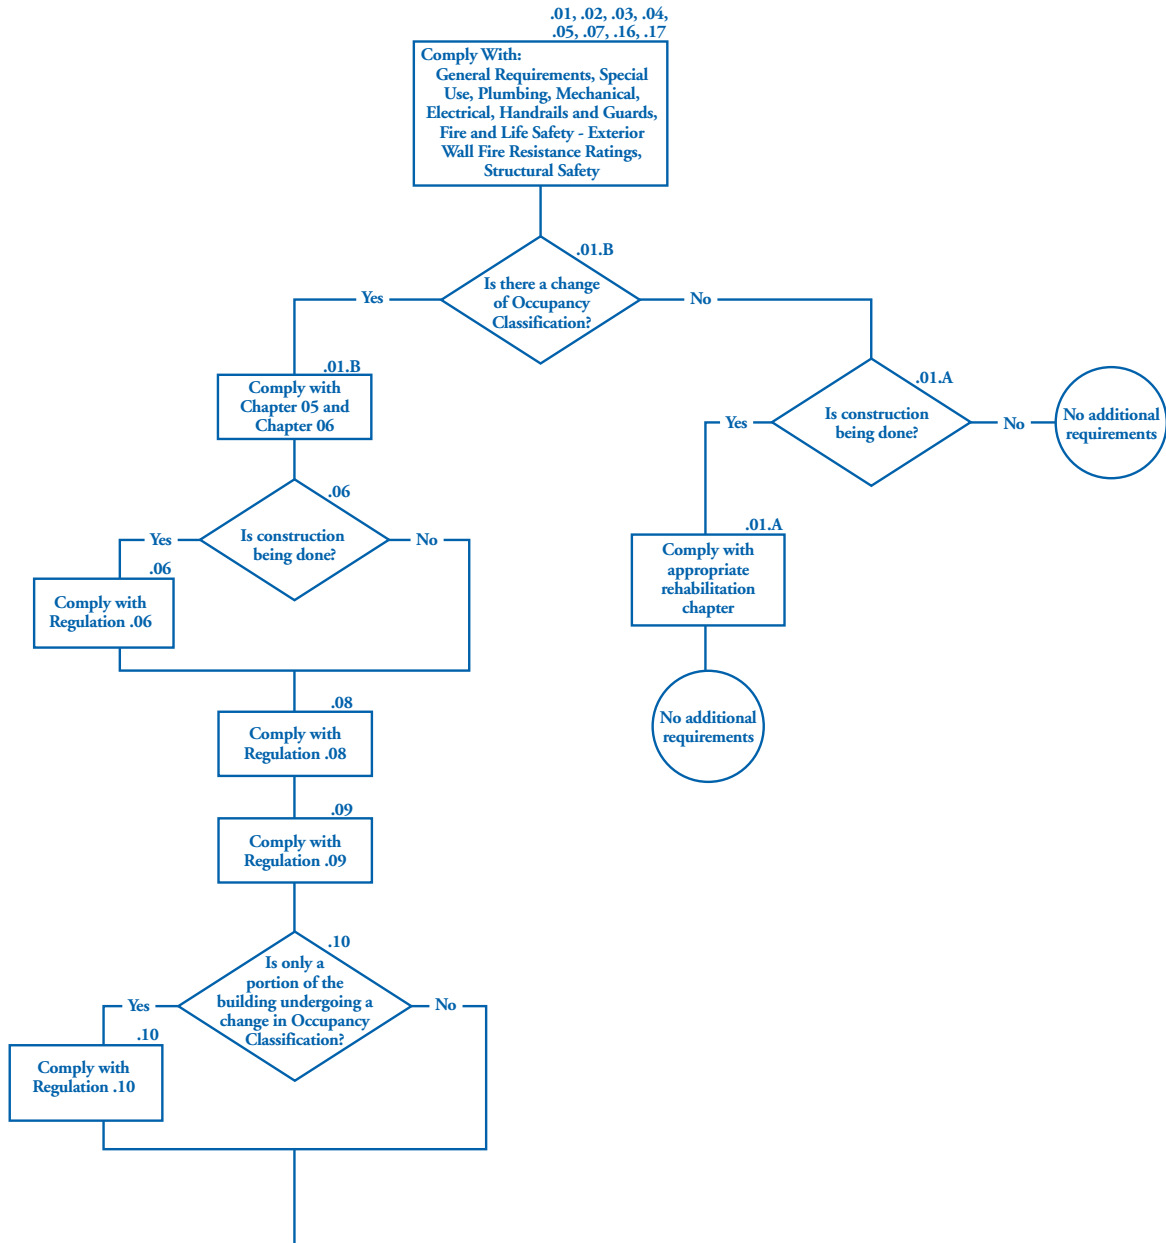 .01, .02, .03, .04,
.05, .07, .16, .17
Comply With:
General Requirements, Special
Use, Plumbing, Mechanical,
Electrical, Handrails and Guards,
Fire and Life Safety - Exterior
Wall Fire Resistance Ratings,
Structural Safety
.01.B
Is there a change
of Occupancy
Classification?
Yes
No
.01.B
Comply with
Chapter 05 and
Chapter 06
.01.A
Is construction
being done?
Yes
No
No additional
requirements
.06
Is construction
being done?
Yes
No
.01.A
Comply with
appropriate
rehabilitation
chapter
.06
Comply with
Regulation .06
No additional
requirements
.08
Comply with
Regulation .08
.09
Comply with
Regulation .09
.10
Is only a
portion of the
building undergoing a
change in Occupancy
Classification?
Yes
No
.10
Comply with
Regulation .10